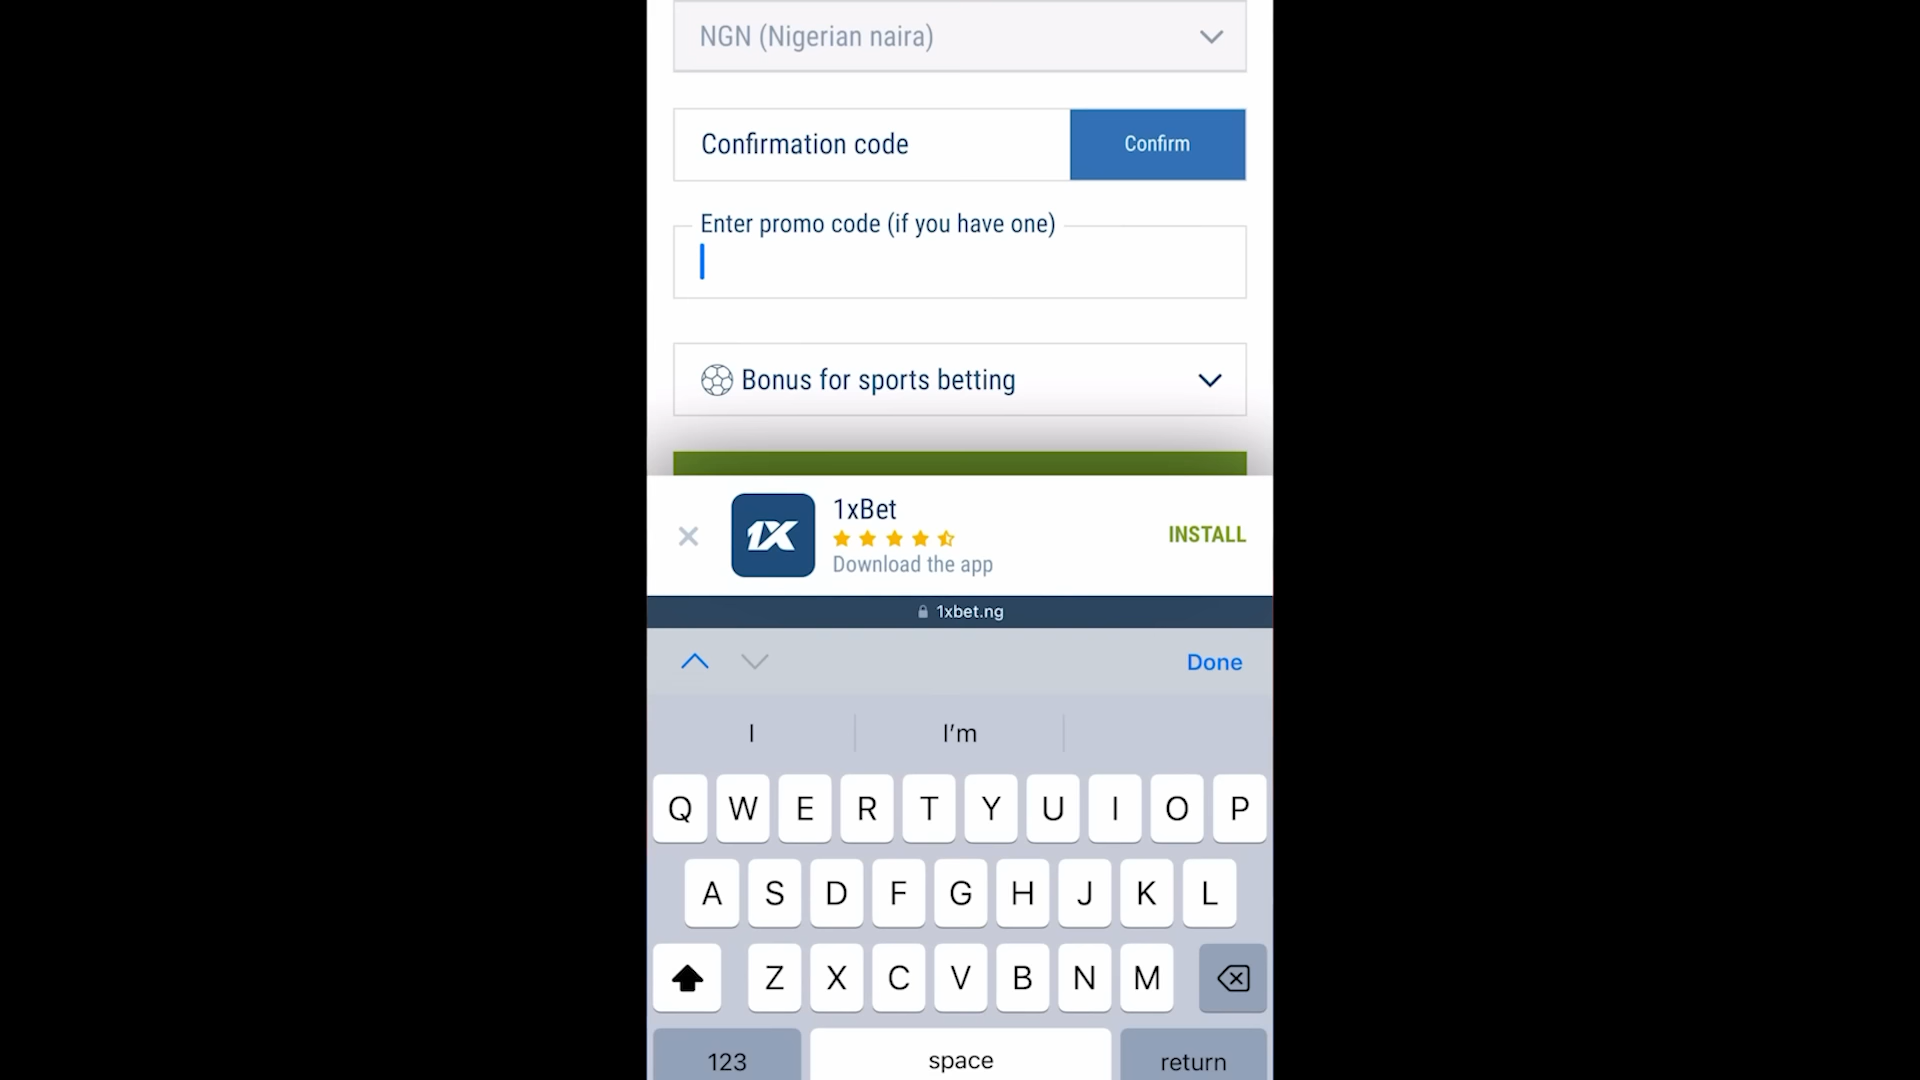 NGN (Nigerian naira)
Confirmation code
Confirm
Enter promo code (if you have one)
Bonus for sports betting
1X
1xBet
Download the app
INSTALL
1xbet.ng
Done
I
I'm
Q W E R T Y U I O P
A S D F G H J K L
Z X C V B N M
123
space
return